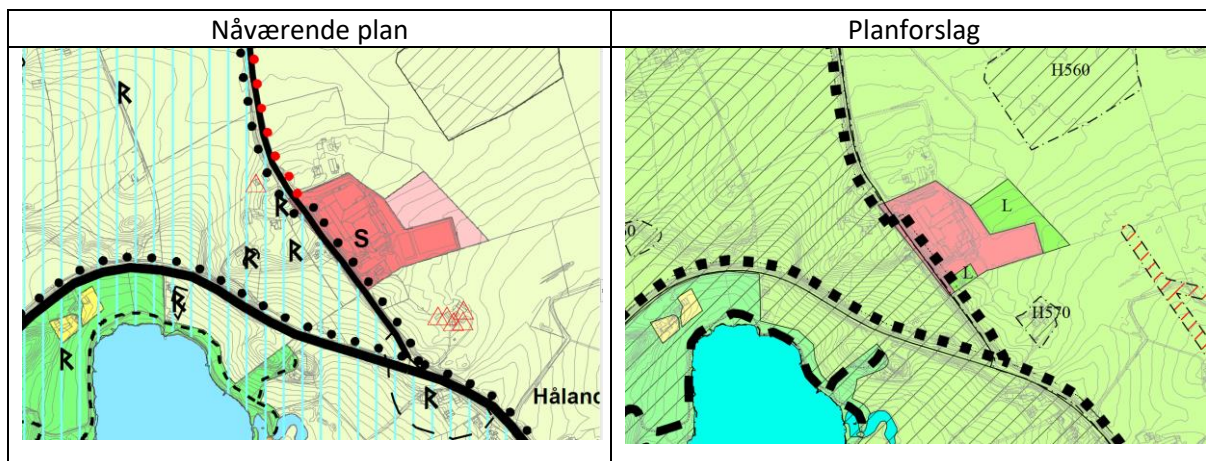 Nåværende plan
Planforslag
ᚱ
ᚱ
ᚱ
ᚱ
S
ᚱ
ᚱ
ᚱ
Håland
H560
L
L
H570